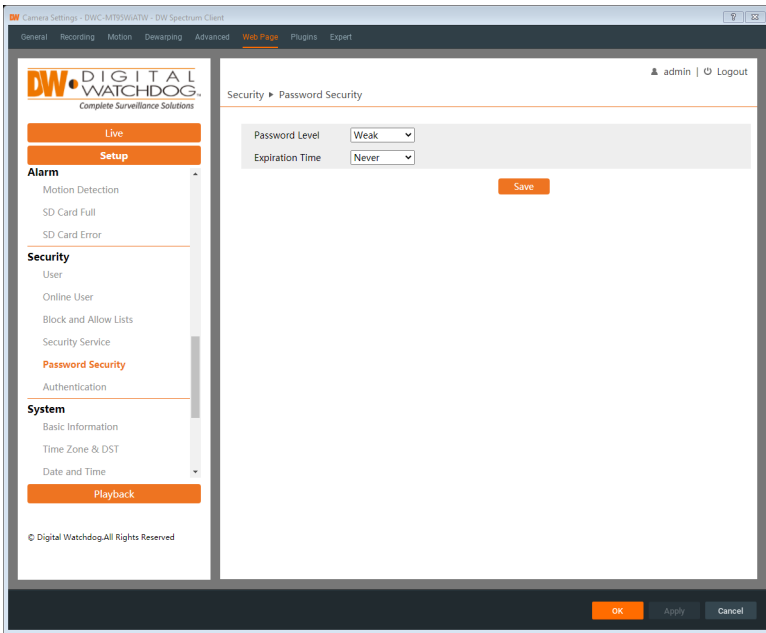 DW Camera Settings - DWC-MT95WiATW - DW Spectrum Client
General Recording Motion Dewarping Advanced Web Page Plugins Expert
DW DIGITAL
WATCHDOG
Complete Surveillance Solutions
Live
Setup
Alarm
Motion Detection
SD Card Full
SD Card Error
Security
User
Online User
Block and Allow Lists
Security Service
Password Security
Authentication
System
Basic Information
Time Zone & DST
Date and Time
Playback
© Digital Watchdog.All Rights Reserved
admin | Logout
Security ▸ Password Security
Password Level Weak
Expiration Time Never
Save
OK Apply Cancel